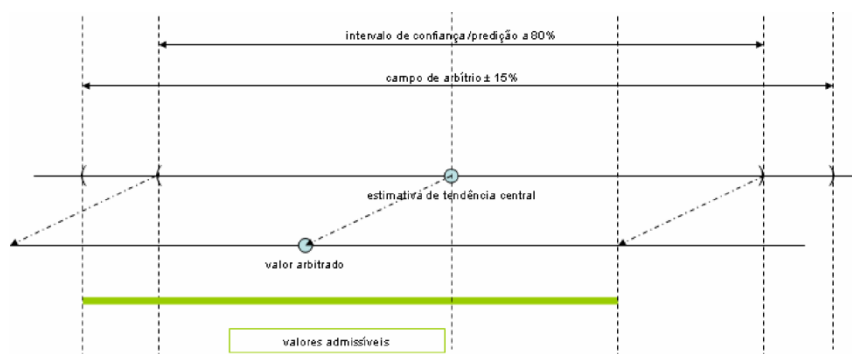 intervalo de confiança/predição a 80%
campo de arbítrio ± 15%
estimativa de tendência central
valor arbitrado
valores admissíveis